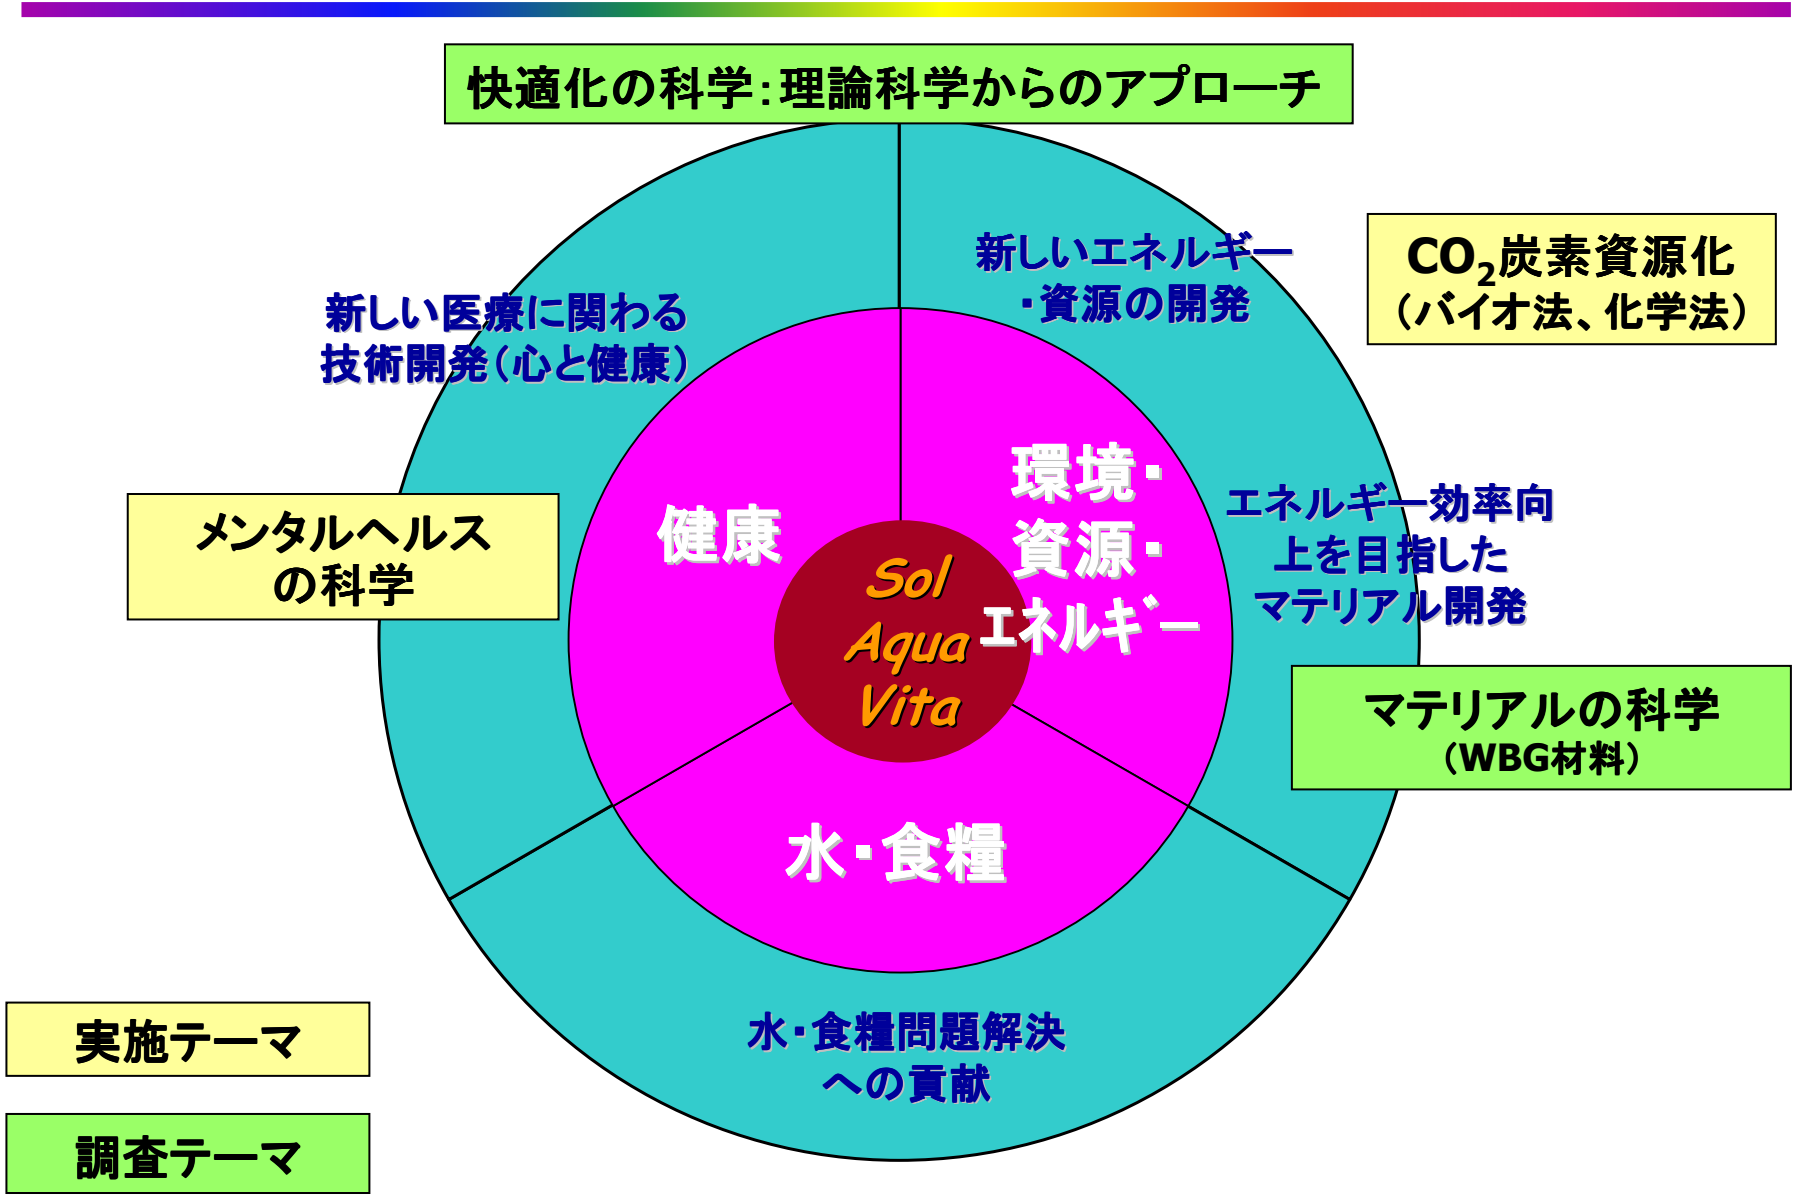 快適化の科学：理論科学からのアプローチ
新しいエネルギー
・資源の開発
CO₂炭素資源化
（バイオ法、化学法）
新しい医療に関わる
技術開発（心と健康）
環境・
資源・
エネルギー
健康
メンタルヘルス
の科学
エネルギー効率向
上を目指した
マテリアル開発
Sol
Aqua
Vita
マテリアルの科学
（WBG材料）
水・食糧
水・食糧問題解決
への貢献
実施テーマ
調査テーマ